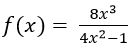 f(x) = 8x³ / 4x²−1